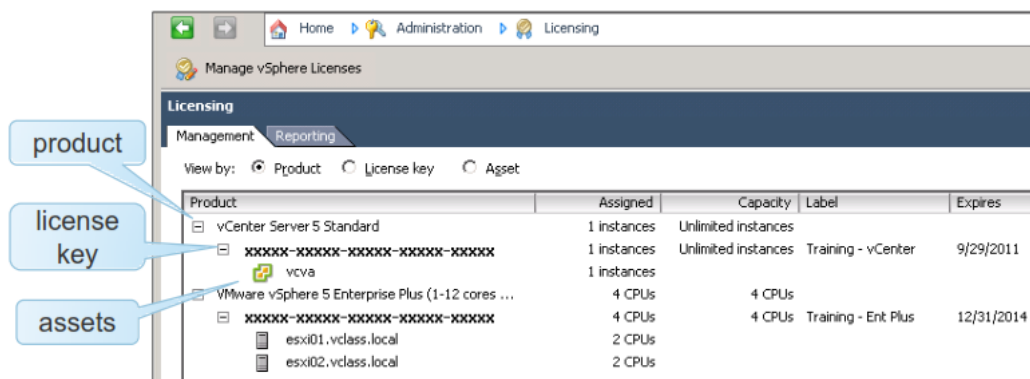 Home Administration Licensing
Manage vSphere Licenses
Licensing
Management Reporting
View by: Product License key Asset
Product Assigned Capacity Label Expires
vCenter Server 5 Standard 1 instances Unlimited instances
xxxxx-xxxxx-xxxxx-xxxxx-xxxxx 1 instances Unlimited instances Training - vCenter 9/29/2011
vcva 1 instances
VMware vSphere 5 Enterprise Plus (1-12 cores ... 4 CPUs 4 CPUs
xxxxx-xxxxx-xxxxx-xxxxx-xxxxx 4 CPUs 4 CPUs Training - Ent Plus 12/31/2014
esxi01.vclass.local 2 CPUs
esxi02.vclass.local 2 CPUs
product
license
key
assets